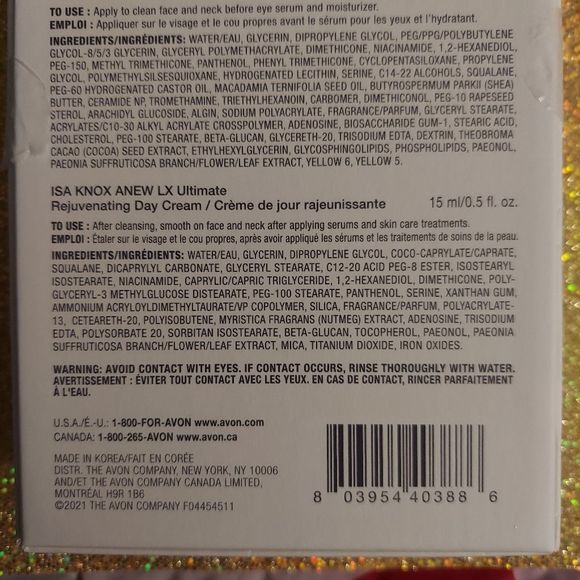 TO USE : Apply to clean face and neck before eye serum and moisturizer.
EMPLOI : Appliquer sur le visage et le cou propres avant le sérum pour les yeux et l'hydratant.
INGREDIENTS/INGRÉDIENTS: WATER/EAU, GLYCERIN, DIPROPYLENE GLYCOL, PEG/PPG/POLYBUTYLENE
GLYCOL-8/5/3 GLYCERIN, GLYCERYL POLYMETHACRYLATE, DIMETHICONE, NIACINAMIDE, 1,2-HEXANEDIOL,
PEG-150, METHYL TRIMETHICONE, PANTHENOL, PHENYL TRIMETHICONE, CYCLOPENTASILOXANE, PROPYLENE
GLYCOL, POLYMETHYLSILSESQUIOXANE, HYDROGENATED LECITHIN, SERINE, C14-22 ALCOHOLS, SQUALANE,
PEG-60 HYDROGENATED CASTOR OIL, MACADAMIA TERNIFOLIA SEED OIL, BUTYROSPERMUM PARKII (SHEA)
BUTTER, CERAMIDE NP, TROMETHAMINE, TRIETHYLHEXANOIN, CARBOMER, DIMETHICONOL, PEG-10 RAPESEED
STEROL, ARACHIDYL GLUCOSIDE, ALGIN, SODIUM POLYACRYLATE, FRAGRANCE/PARFUM, GLYCERYL STEARATE,
ACRYLATES/C10-30 ALKYL ACRYLATE CROSSPOLYMER, ADENOSINE, BIOSACCHARIDE GUM-1, STEARIC ACID,
CHOLESTEROL, PEG-100 STEARATE, BETA-GLUCAN, GLYCERETH-20, TRISODIUM EDTA, DEXTRIN, THEOBROMA
CACAO (COCOA) SEED EXTRACT, ETHYLHEXYLGLYCERIN, GLYCOSPHINGOLIPIDS, PHOSPHOLIPIDS, PAEONOL,
PAEONIA SUFFRUTICOSA BRANCH/FLOWER/LEAF EXTRACT, YELLOW 6, YELLOW 5.
ISA KNOX ANEW LX Ultimate
Rejuvenating Day Cream / Crème de jour rajeunissante 15 ml/0.5 fl. oz.
TO USE : After cleansing, smooth on face and neck after applying serums and skin care treatments.
EMPLOI : Étaler sur le visage et le cou propres, après avoir appliqué les sérums et les traitements de soins de la peau.
INGREDIENTS/INGRÉDIENTS: WATER/EAU, GLYCERIN, DIPROPYLENE GLYCOL, COCO-CAPRYLATE/CAPRATE,
SQUALANE, DICAPRYLYL CARBONATE, GLYCERYL STEARATE, C12-20 ACID PEG-8 ESTER, ISOSTEARYL
ISOSTEARATE, NIACINAMIDE, CAPRYLIC/CAPRIC TRIGLYCERIDE, 1,2-HEXANEDIOL, DIMETHICONE, POLY-
GLYCERYL-3 METHYLGLUCOSE DISTEARATE, PEG-100 STEARATE, PANTHENOL, SERINE, XANTHAN GUM,
AMMONIUM ACRYLOYLDIMETHYLTAURATE/VP COPOLYMER, SILICA, FRAGRANCE/PARFUM, POLYACRYLATE-
13, CETEARETH-20, POLYISOBUTENE, MYRISTICA FRAGRANS (NUTMEG) EXTRACT, ADENOSINE, TRISODIUM
EDTA, POLYSORBATE 20, SORBITAN ISOSTEARATE, BETA-GLUCAN, TOCOPHEROL, PAEONOL, PAEONIA
SUFFRUTICOSA BRANCH/FLOWER/LEAF EXTRACT, MICA, TITANIUM DIOXIDE, IRON OXIDES.
WARNING: AVOID CONTACT WITH EYES. IF CONTACT OCCURS, RINSE THOROUGHLY WITH WATER.
AVERTISSEMENT : ÉVITER TOUT CONTACT AVEC LES YEUX. EN CAS DE CONTACT, RINCER PARFAITEMENT
À L'EAU.
U.S.A./É.-U.: 1-800-FOR-AVON www.avon.com
CANADA: 1-800-265-AVON www.avon.ca
MADE IN KOREA/FAIT EN CORÉE
DISTR. THE AVON COMPANY, NEW YORK, NY 10006
AND/ET THE AVON COMPANY CANADA LIMITED,
MONTRÉAL H9R 1B6
©2021 THE AVON COMPANY F04454511
8 03954 40388 6